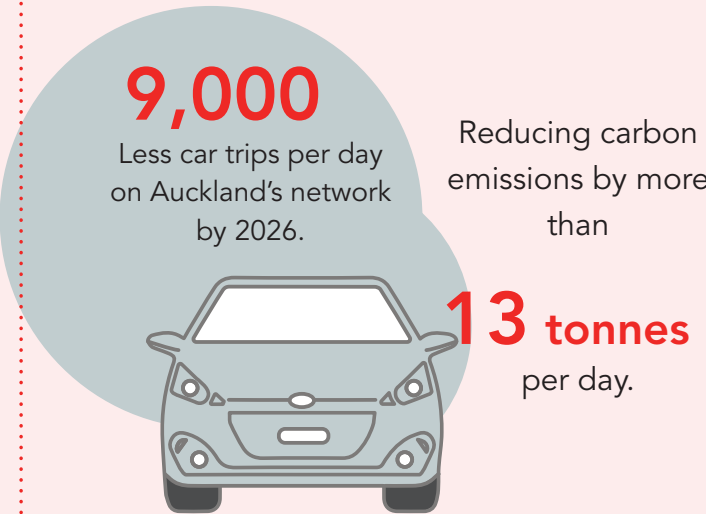 9,000
Less car trips per day
on Auckland's network
by 2026.
Reducing carbon
emissions by more
than
13 tonnes
per day.